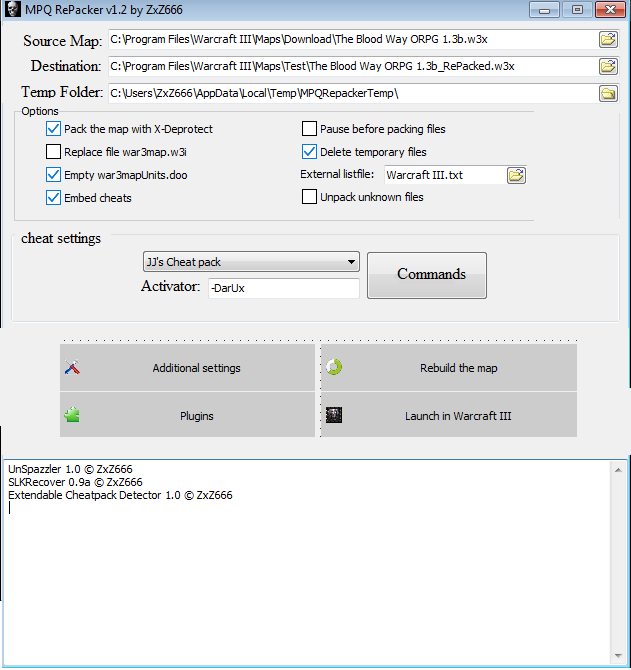 MPQ RePacker v1.2 by ZxZ666
Source Map: C:\Program Files\Warcraft III\Maps\Download\The Blood Way ORPG 1.3b.w3x
Destination: C:\Program Files\Warcraft III\Maps\Test\The Blood Way ORPG 1.3b_RePacked.w3x
Temp Folder: C:\Users\ZxZ666\AppData\Local\Temp\MPQRepackerTemp\
Options
Pack the map with X-Deprotect
Pause before packing files
Replace file war3map.w3i
Delete temporary files
Empty war3mapUnits.doo
External listfile: Warcraft III.txt
Embed cheats
Unpack unknown files
cheat settings
JJ's Cheat pack
Commands
Activator: -DarUx
Additional settings
Rebuild the map
Plugins
Launch in Warcraft III
UnSpazzler 1.0 © ZxZ666
SLKRecover 0.9a © ZxZ666
Extendable Cheatpack Detector 1.0 © ZxZ666